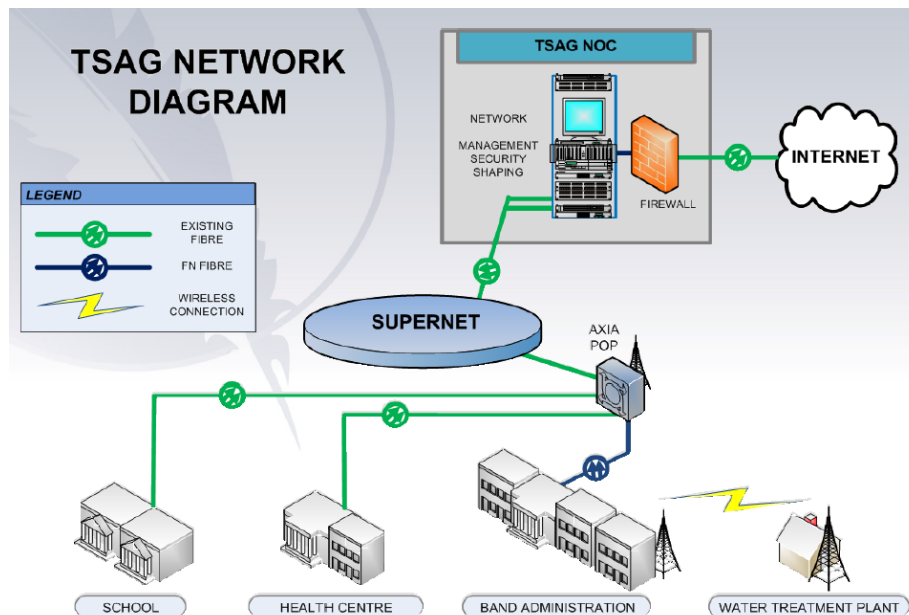 TSAG NETWORK
DIAGRAM
TSAG NOC
NETWORK
MANAGEMENT
SECURITY
SHAPING
FIREWALL
INTERNET
LEGEND
EXISTING
FIBRE
FN FIBRE
WIRELESS
CONNECTION
SUPERNET
AXIA
POP
SCHOOL
HEALTH CENTRE
BAND ADMINISTRATION
WATER TREATMENT PLANT